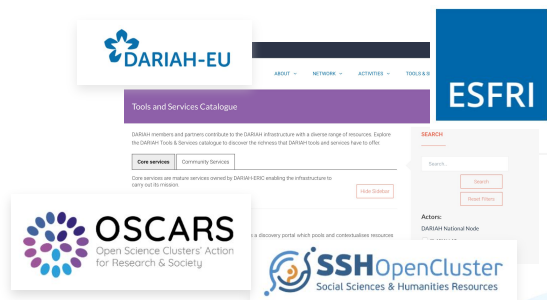 DARIAH-EU
ESFRI
ABOUT NETWORK ACTIVITIES TOOLS & S
Tools and Services Catalogue
DARIAH members and partners contribute to the DARIAH infrastructure with a diverse range of resources. Explore
the DARIAH Tools & Services catalogue to discover the richness that DARIAH tools and services have to offer.
Core services Community Services
Core services are mature services owned by DARIAH-ERIC enabling the infrastructure to
carry out its mission.
Hide Sidebar
SEARCH
Search...
Search
Reset Filters
Actors:
DARIAH National Node
s a discovery portal which pools and contextualises resources
OSCARS
Open Science Clusters' Action
for Research & Society
SSHOpenCluster
Social Sciences & Humanities Resources